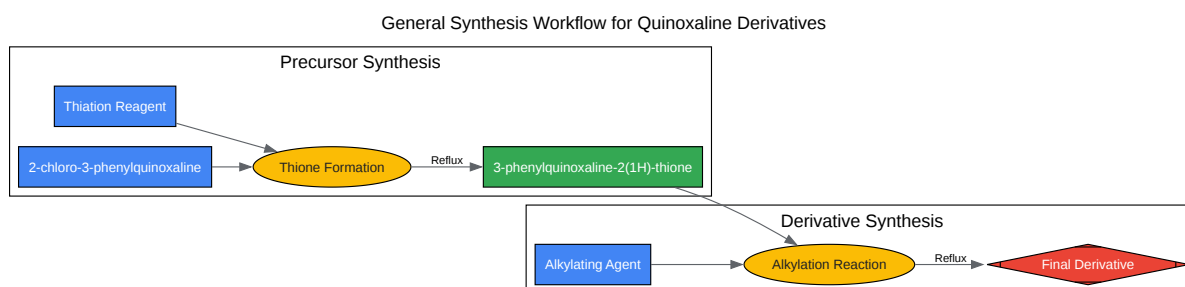 General Synthesis Workflow for Quinoxaline Derivatives
Precursor Synthesis
Thiation Reagent
2-chloro-3-phenylquinoxaline
Thione Formation
Reflux
3-phenylquinoxaline-2(1H)-thione
Derivative Synthesis
Alkylating Agent
Alkylation Reaction
Reflux
Final Derivative